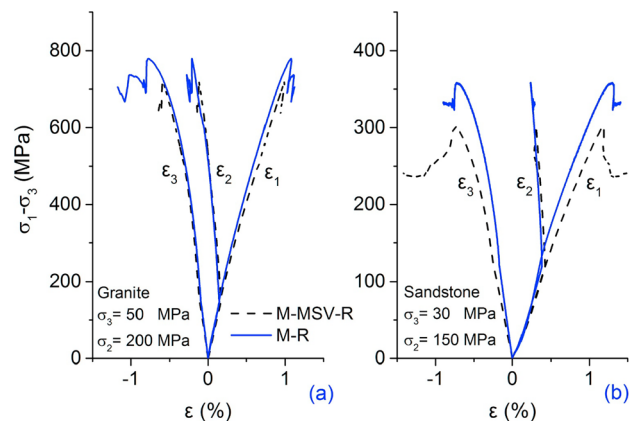 800
600
400
200
0
σ₁-σ₃ (MPa)
ε₃
ε₂
ε₁
Granite
σ₃= 50 MPa
σ₂= 200 MPa
M-MSV-R
M-R
-1
0
1
ε (%)
(a)
400
300
200
100
0
ε₃
ε₂
ε₁
Sandstone
σ₃= 30 MPa
σ₂= 150 MPa
-1
0
1
ε (%)
(b)